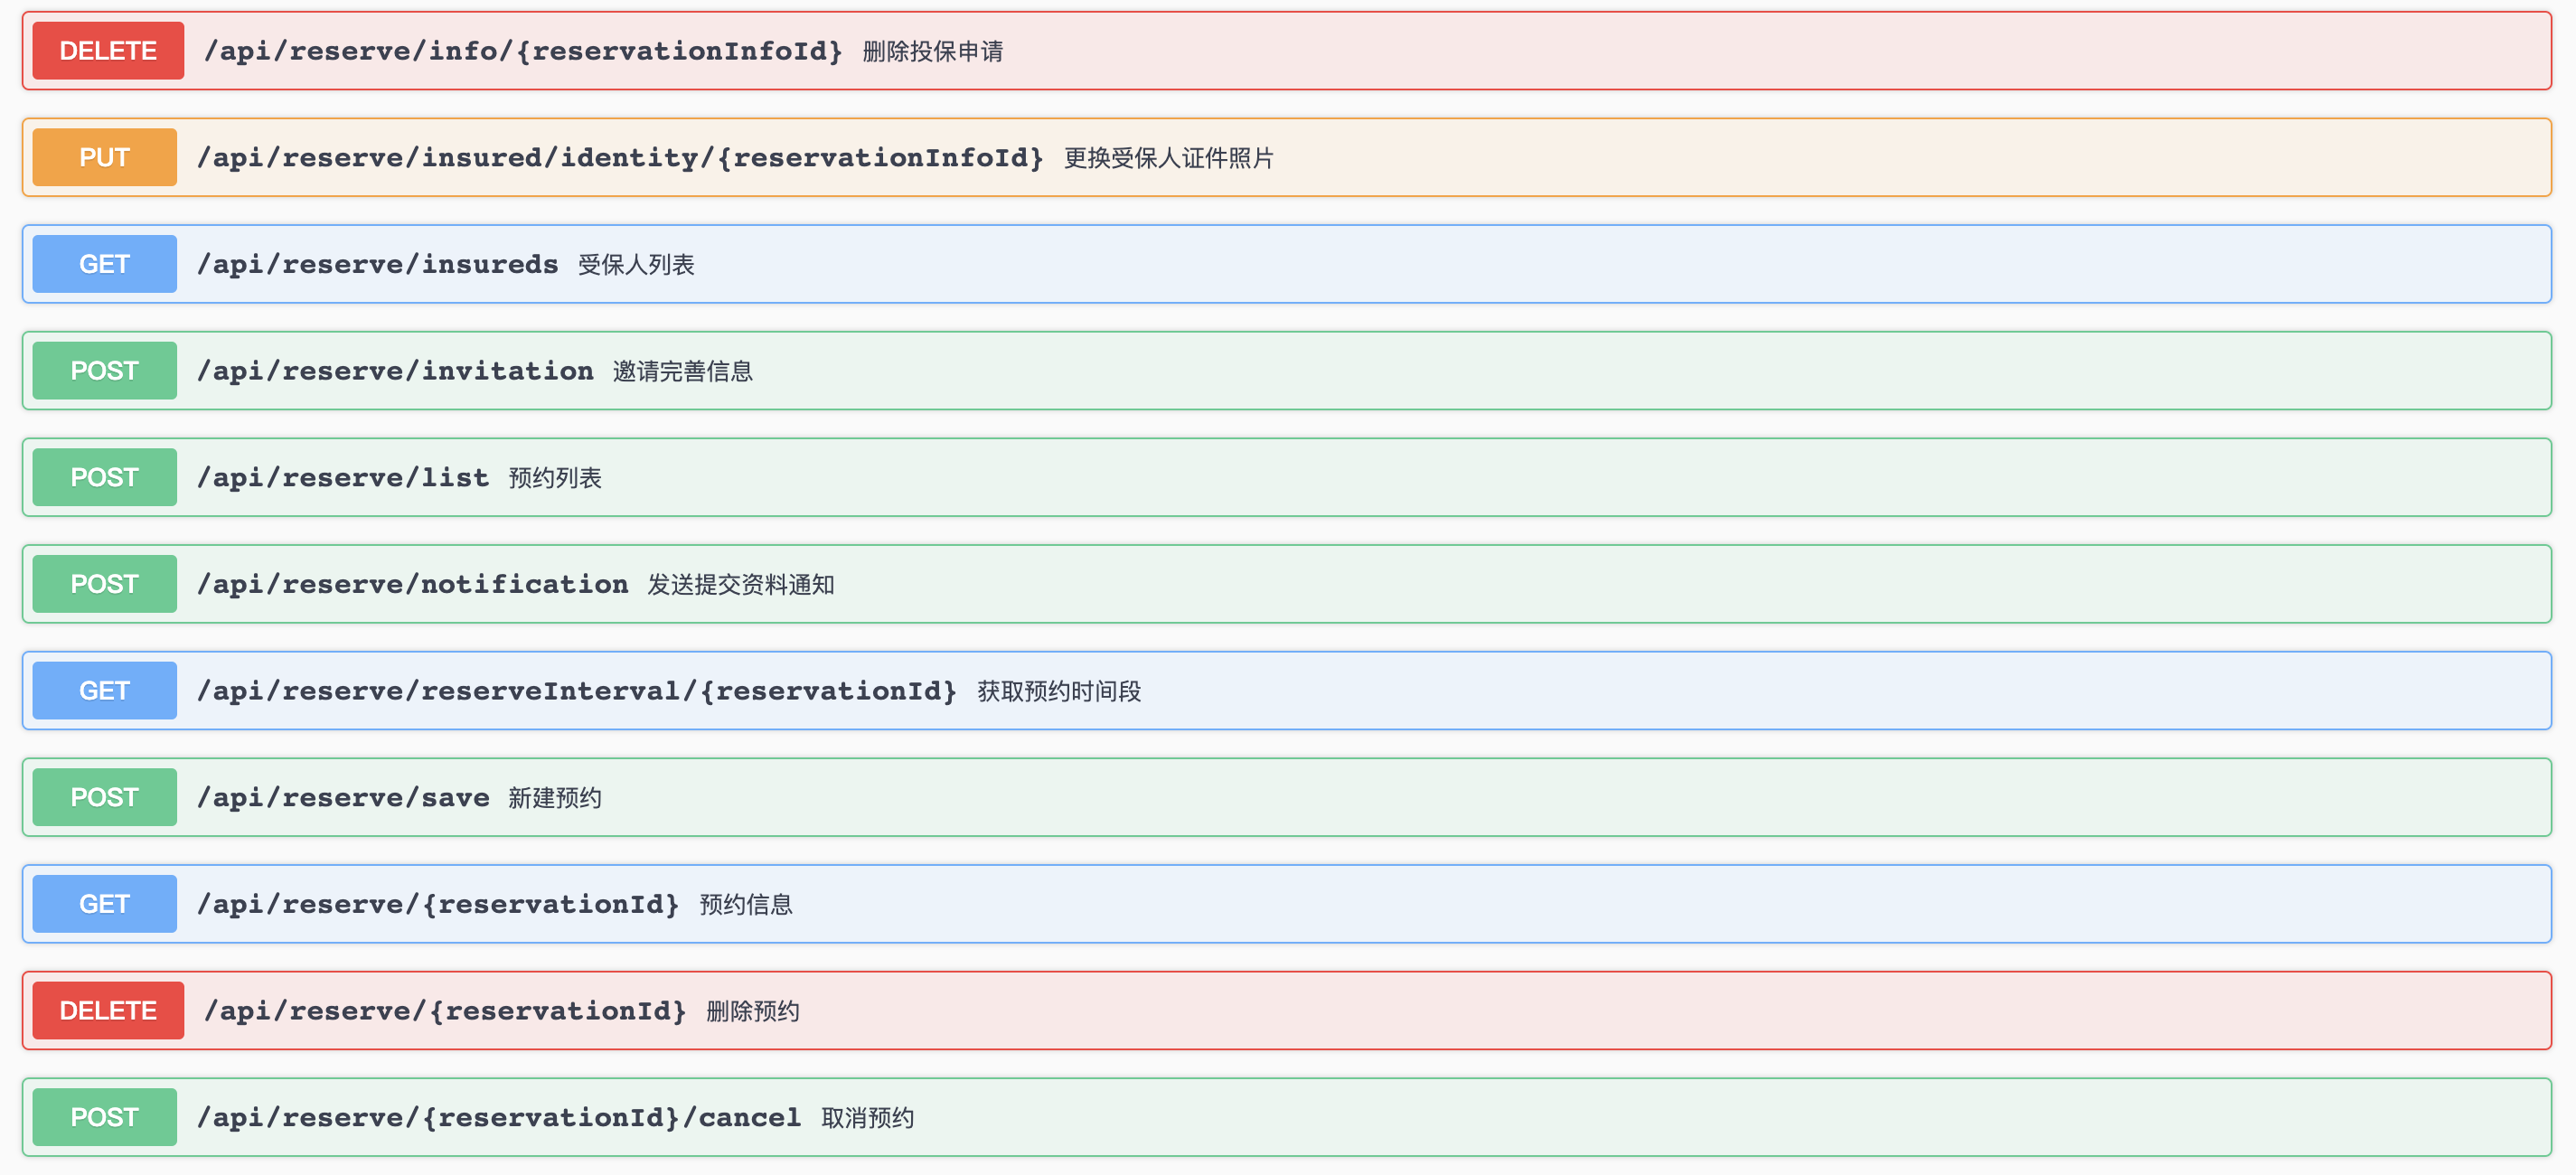 DELETE /api/reserve/info/{reservationInfoId} 删除投保申请
PUT /api/reserve/insured/identity/{reservationInfoId} 更换受保人证件照片
GET /api/reserve/insureds 受保人列表
POST /api/reserve/invitation 邀请完善信息
POST /api/reserve/list 预约列表
POST /api/reserve/notification 发送提交资料通知
GET /api/reserve/reserveInterval/{reservationId} 获取预约时间段
POST /api/reserve/save 新建预约
GET /api/reserve/{reservationId} 预约信息
DELETE /api/reserve/{reservationId} 删除预约
POST /api/reserve/{reservationId}/cancel 取消预约